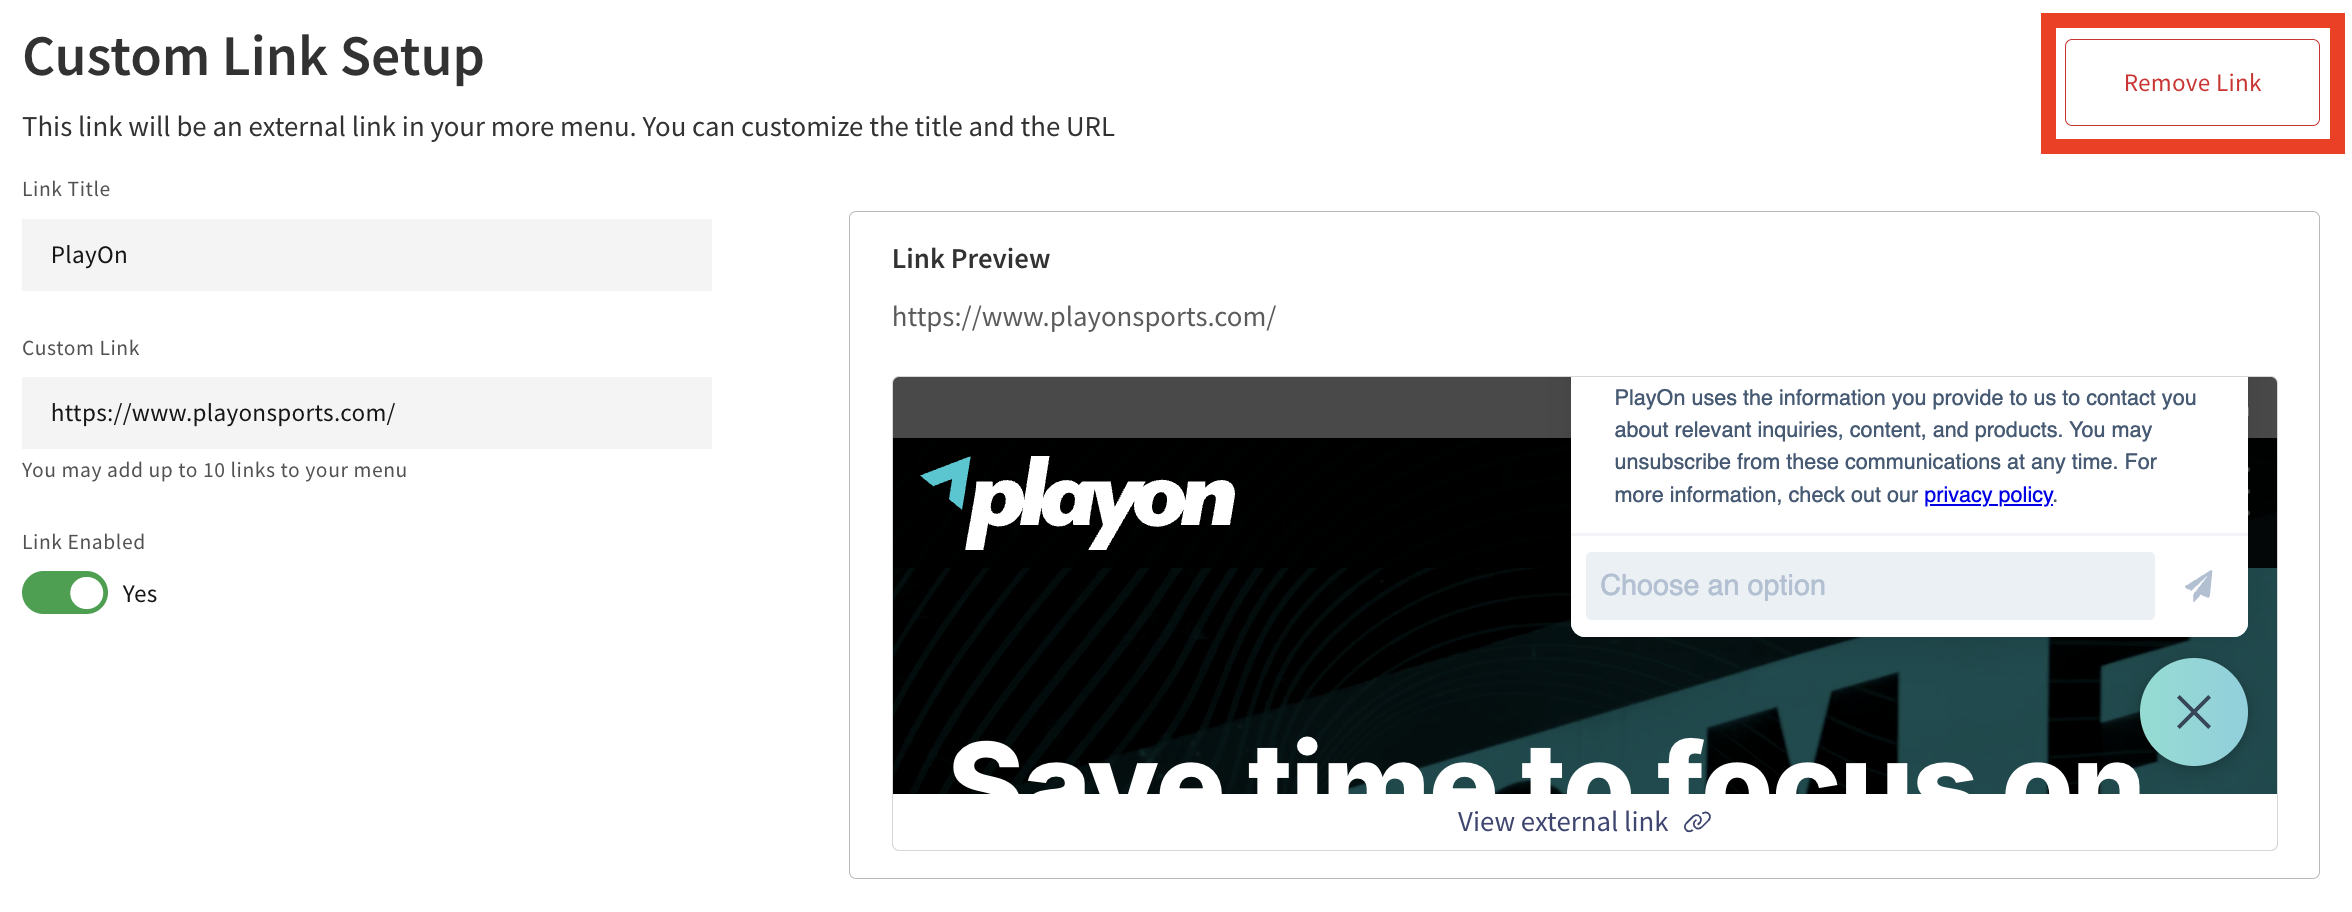 Custom Link Setup
Remove Link
This link will be an external link in your more menu. You can customize the title and the URL
Link Title
PlayOn
Custom Link
https://www.playonsports.com/
You may add up to 10 links to your menu
Link Enabled
Yes
Link Preview
https://www.playonsports.com/
PlayOn uses the information you provide to us to contact you
about relevant inquiries, content, and products. You may
unsubscribe from these communications at any time. For
more information, check out our privacy policy.
playon
Choose an option
Save time to focus on
View external link